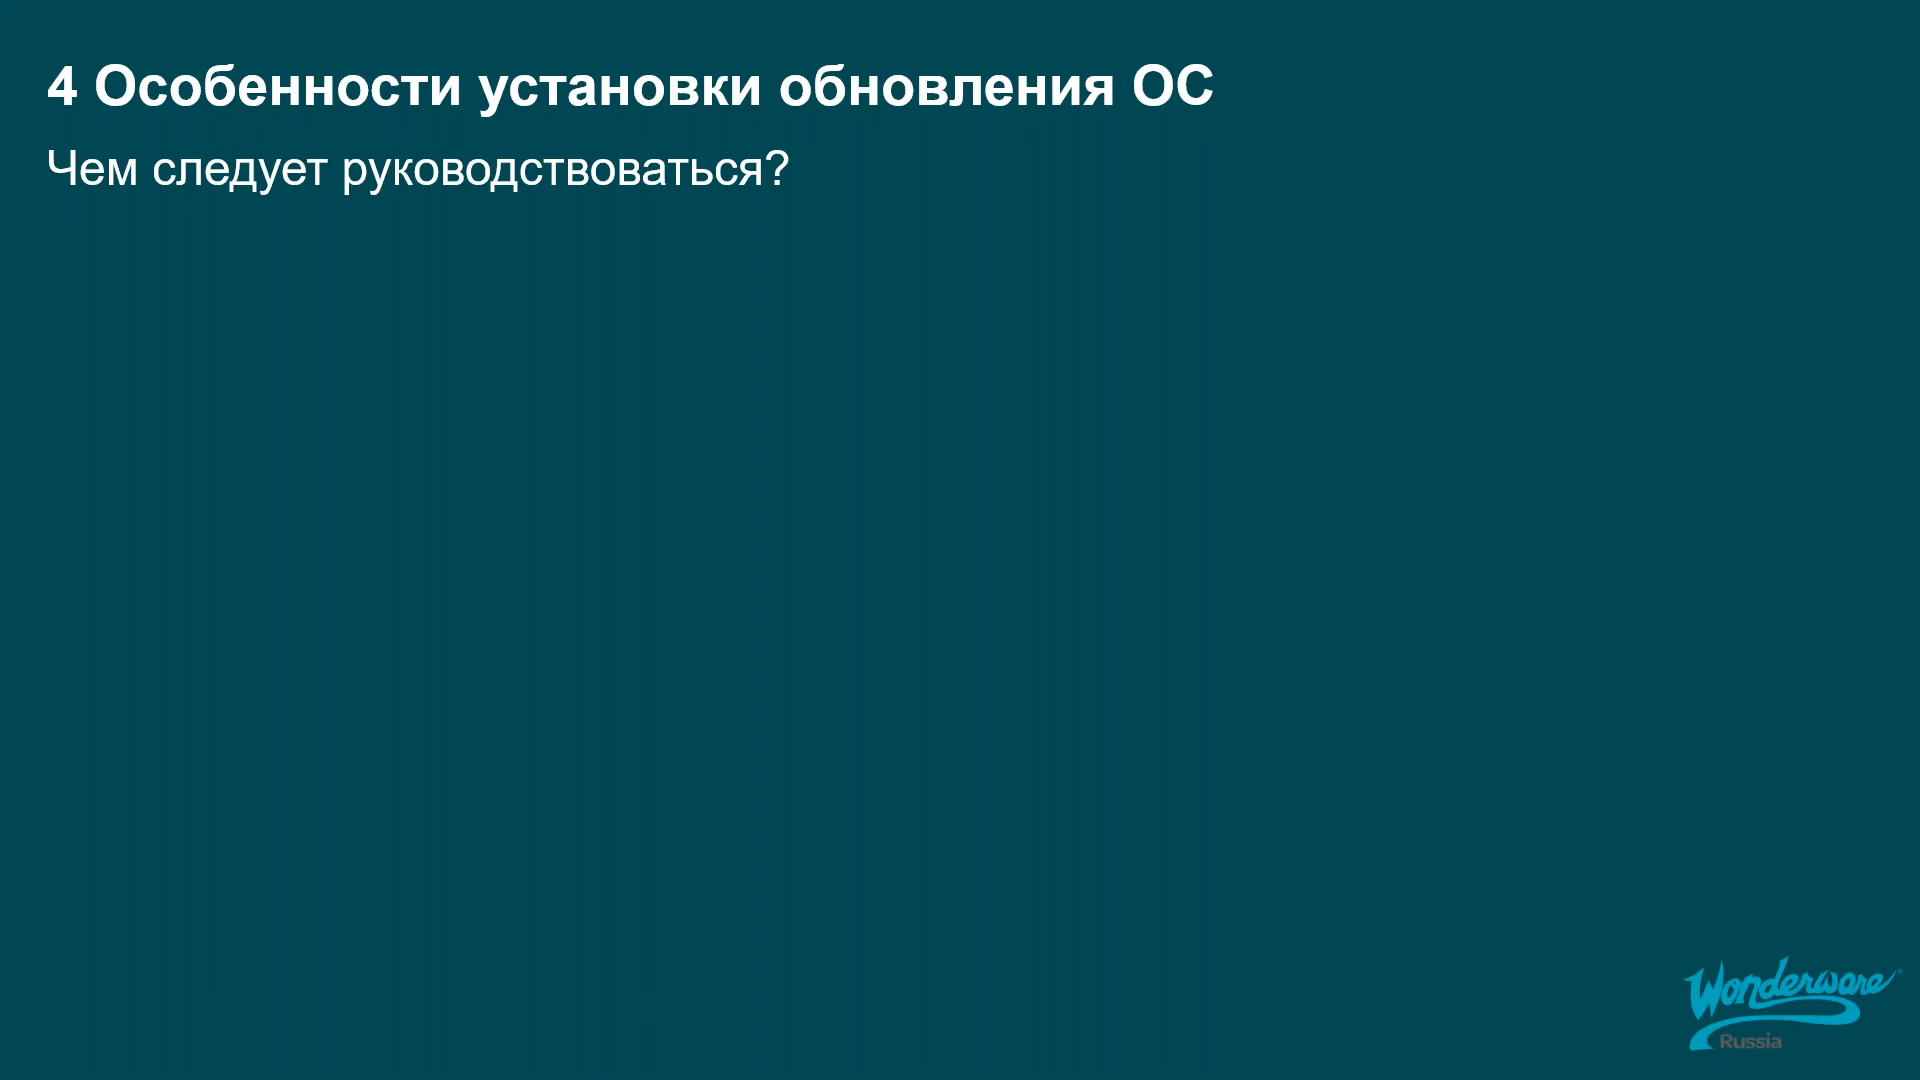 4 Особенности установки обновления ОС
Чем следует руководствоваться?
Wonderware
Russia